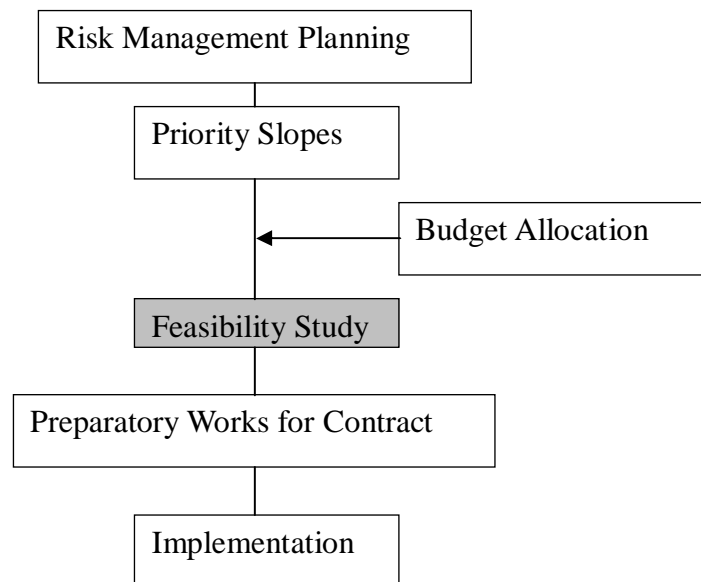 Risk Management Planning
Priority Slopes
Budget Allocation
Feasibility Study
Preparatory Works for Contract
Implementation